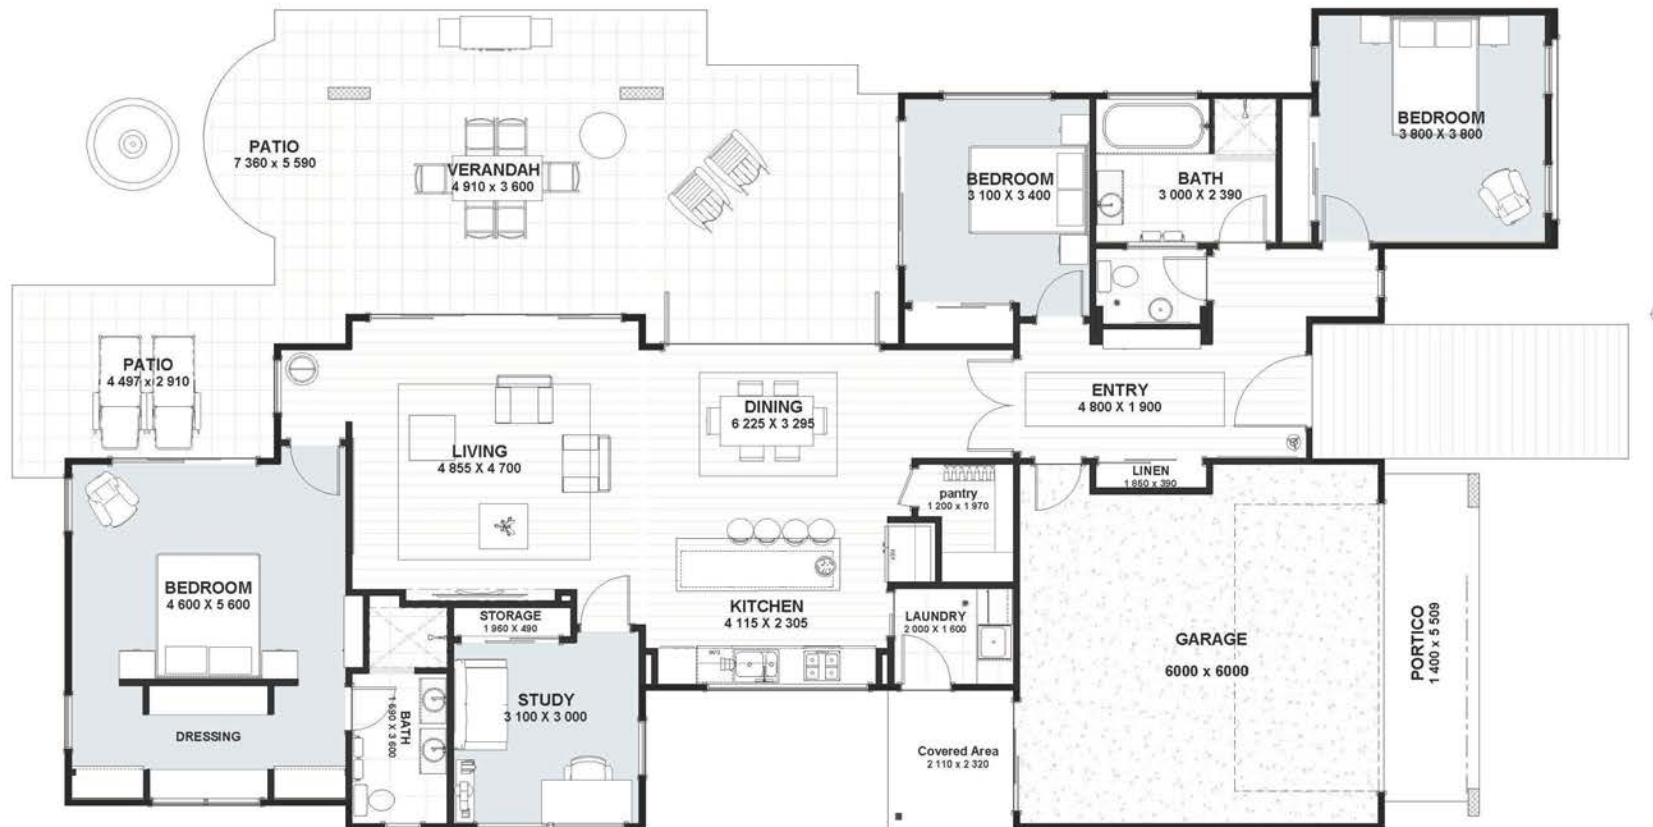 PATIO
7 360 x 5 590
VERANDAH
4 910 x 3 600
BEDROOM
3 100 X 3 400
BATH
3 000 X 2 390
BEDROOM
3 800 X 3 800
PATIO
4 497 x 2 910
LIVING
4 855 X 4 700
DINING
6 225 X 3 295
ENTRY
4 800 X 1 900
LINEN
1 850 x 390
pantry
1 200 x 1 970
BEDROOM
4 600 X 5 600
DRESSING
BATH
1 690 X 3 600
STORAGE
1 960 X 490
STUDY
3 100 X 3 000
KITCHEN
4 115 X 2 305
LAUNDRY
2 000 X 1 600
Covered Area
2 110 x 2 320
GARAGE
6000 x 6000
PORTICO
1 400 x 5 509